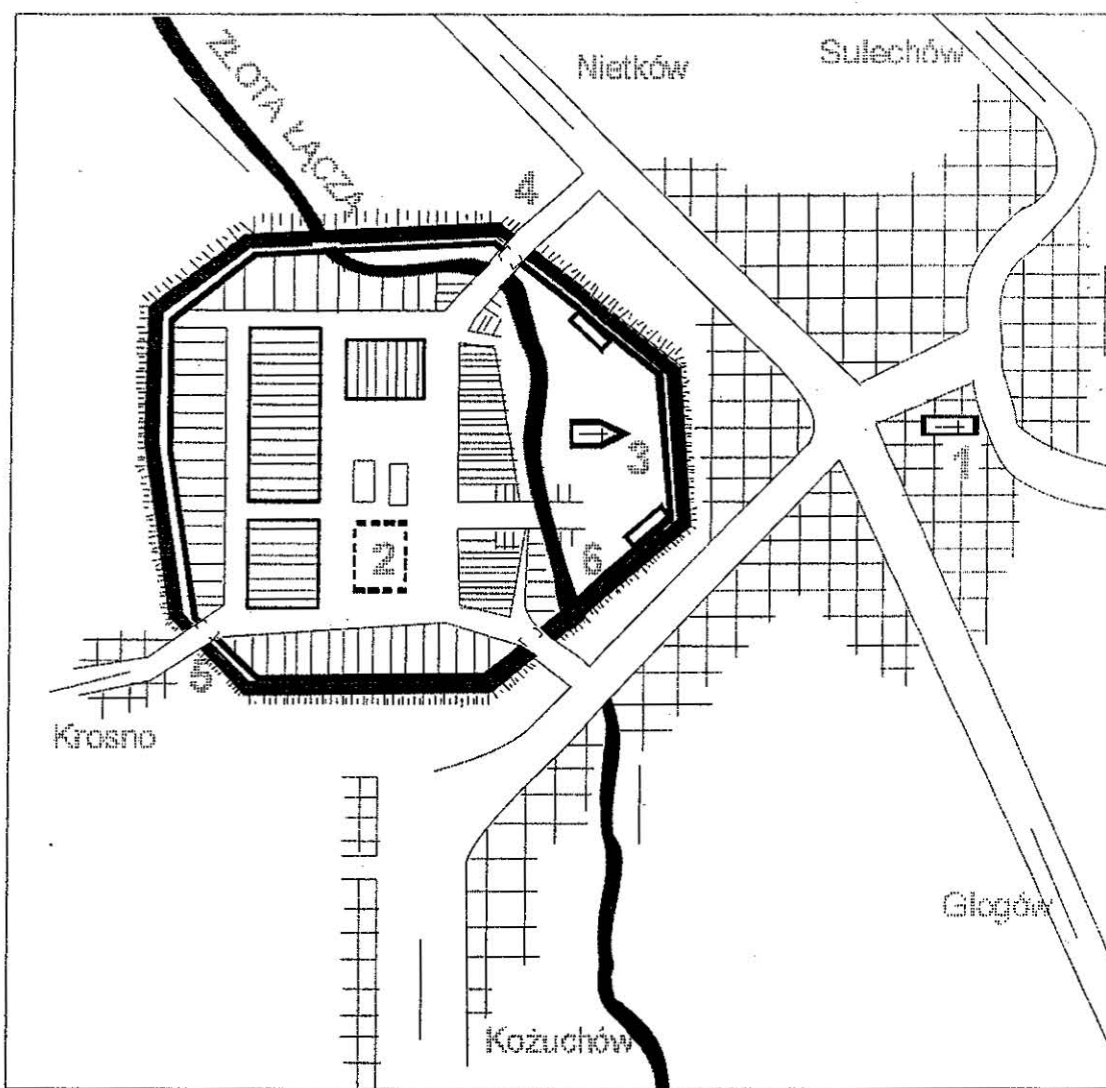 ZŁOTA ŁĄCZA
Nietków
Sulechów
4
3
1
2
6
5
Krosno
Głogów
Kożuchów